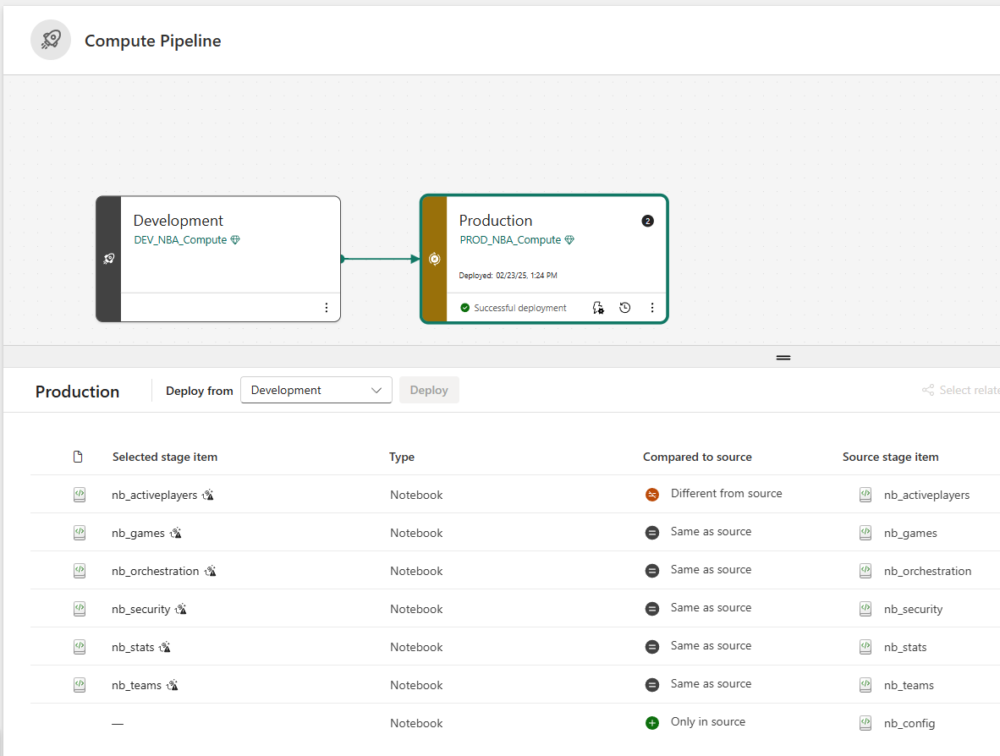 Compute Pipeline
Development
DEV_NBA_Compute
Production
2
PROD_NBA_Compute
Deployed: 02/23/25, 1:24 PM
Successful deployment
Production
Deploy from
Development
Deploy
Select relate
Selected stage item Type Compared to source Source stage item
nb_activeplayers Notebook Different from source nb_activeplayers
nb_games Notebook Same as source nb_games
nb_orchestration Notebook Same as source nb_orchestration
nb_security Notebook Same as source nb_security
nb_stats Notebook Same as source nb_stats
nb_teams Notebook Same as source nb_teams
— Notebook Only in source nb_config